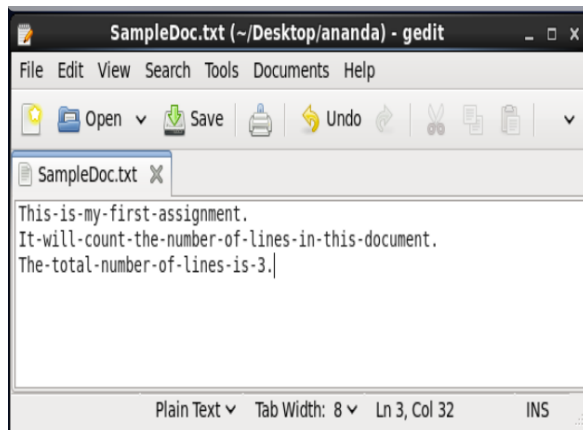 SampleDoc.txt (~/Desktop/ananda) - gedit
File Edit View Search Tools Documents Help
Open Save Undo
SampleDoc.txt
This-is-my-first-assignment.
It-will-count-the-number-of-lines-in-this-document.
The-total-number-of-lines-is-3.
Plain Text Tab Width: 8 Ln 3, Col 32 INS